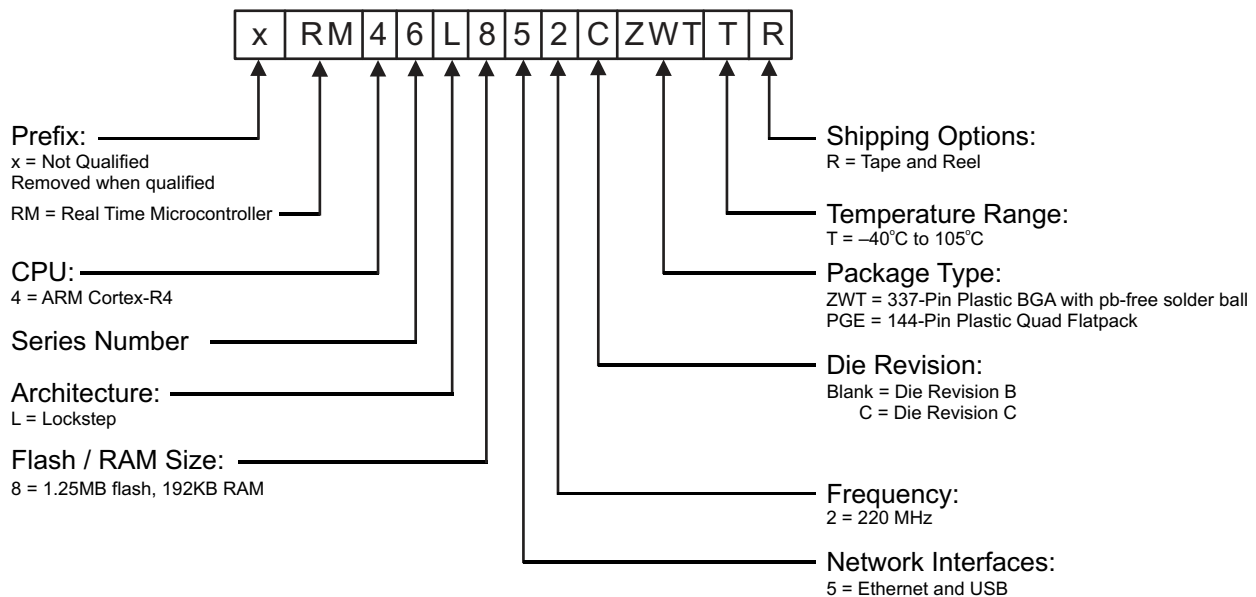 x RM 4 6 L 8 5 2 C ZWT T R
Prefix:
x = Not Qualified
Removed when qualified
RM = Real Time Microcontroller
CPU:
4 = ARM Cortex-R4
Series Number
Architecture:
L = Lockstep
Flash / RAM Size:
8 = 1.25MB flash, 192KB RAM
Shipping Options:
R = Tape and Reel
Temperature Range:
T = –40°C to 105°C
Package Type:
ZWT = 337-Pin Plastic BGA with pb-free solder ball
PGE = 144-Pin Plastic Quad Flatpack
Die Revision:
Blank = Die Revision B
C = Die Revision C
Frequency:
2 = 220 MHz
Network Interfaces:
5 = Ethernet and USB